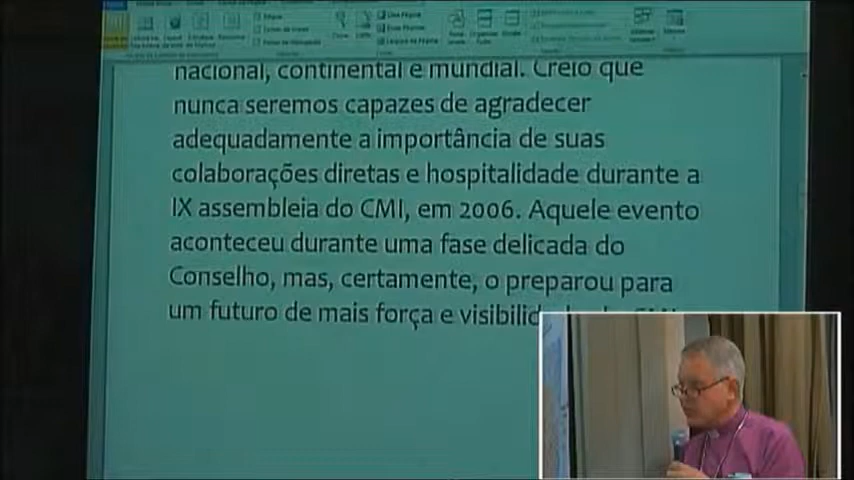 nacional, continental e mundial. Creio que
nunca seremos capazes de agradecer
adequadamente a importância de suas
colaborações diretas e hospitalidade durante a
IX assembleia do CMI, em 2006. Aquele evento
aconteceu durante uma fase delicada do
Conselho, mas, certamente, o preparou para
um futuro de mais força e